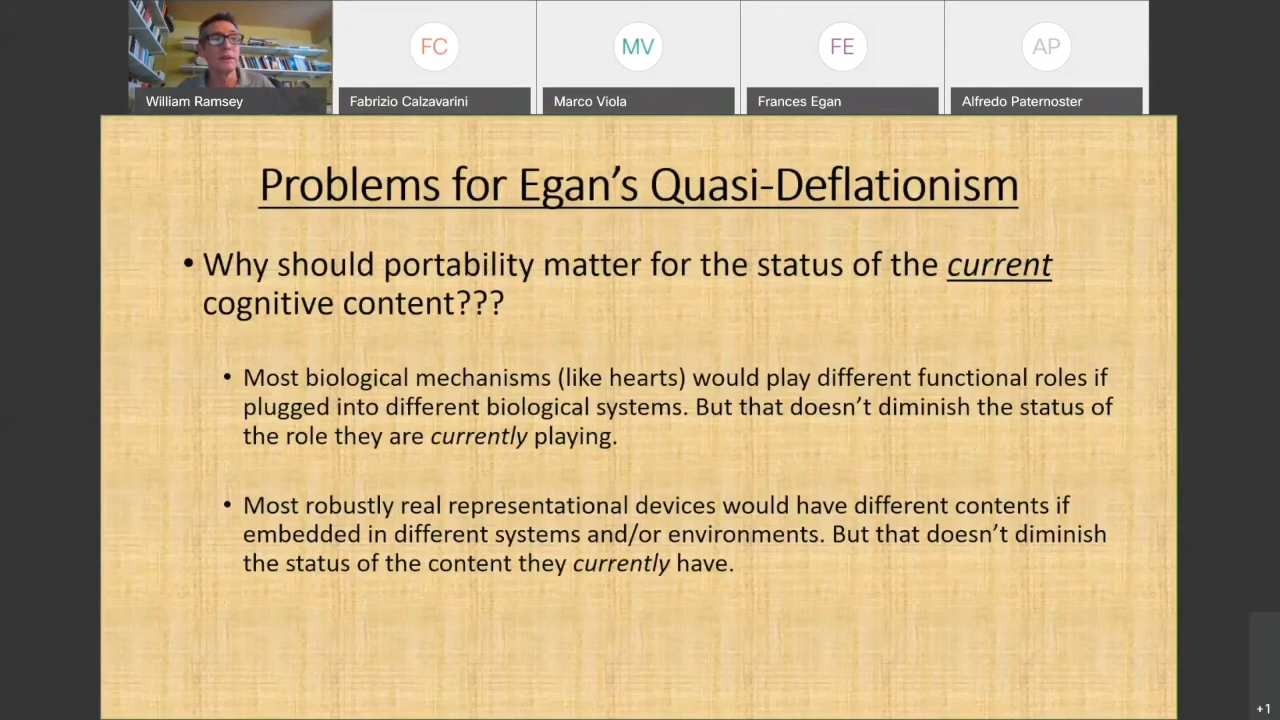 FC
MV
FE
AP
William Ramsey
Fabrizio Calzavarini
Marco Viola
Frances Egan
Alfredo Paternoster
Problems for Egan’s Quasi-Deflationism
• Why should portability matter for the status of the current
cognitive content???
• Most biological mechanisms (like hearts) would play different functional roles if
plugged into different biological systems. But that doesn’t diminish the status of
the role they are currently playing.
• Most robustly real representational devices would have different contents if
embedded in different systems and/or environments. But that doesn’t diminish
the status of the content they currently have.
+1